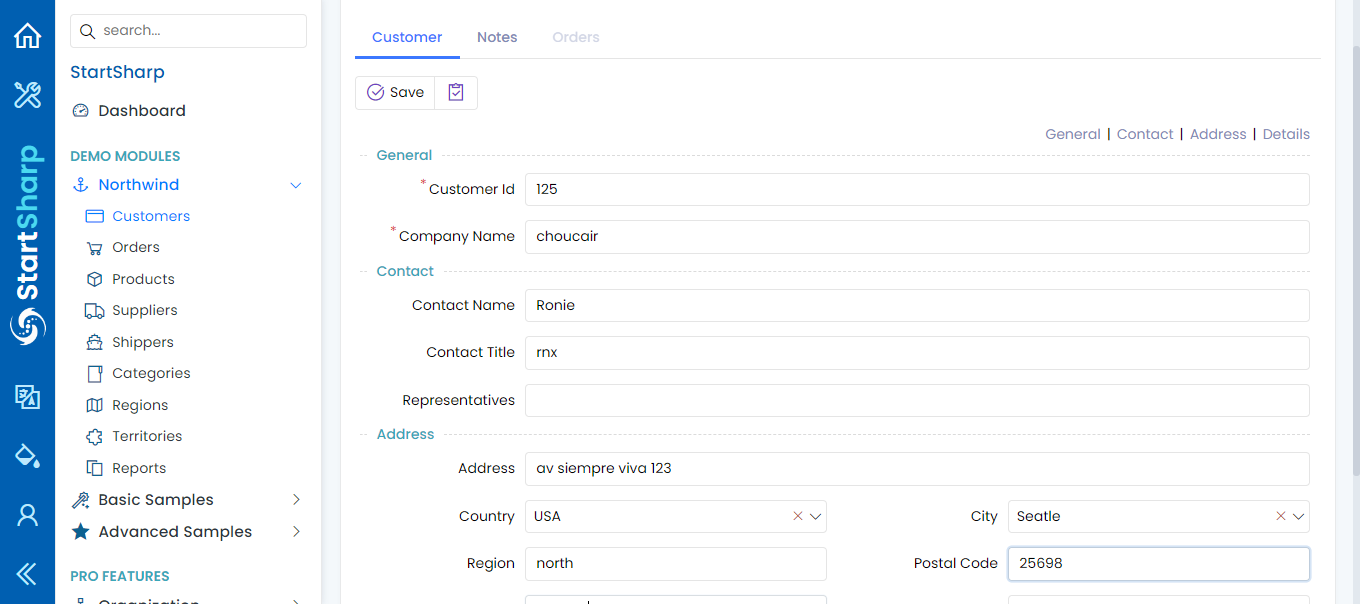 search...
StartSharp
Dashboard
DEMO MODULES
Northwind
Customers
Orders
Products
Suppliers
Shippers
Categories
Regions
Territories
Reports
Basic Samples
Advanced Samples
PRO FEATURES
Organization
StartSharp
Customer Notes Orders
Save
General | Contact | Address | Details
General
*Customer Id 125
*Company Name choucair
Contact
Contact Name Ronie
Contact Title rnx
Representatives
Address
Address av siempre viva 123
Country USA City Seatle
Region north Postal Code 25698